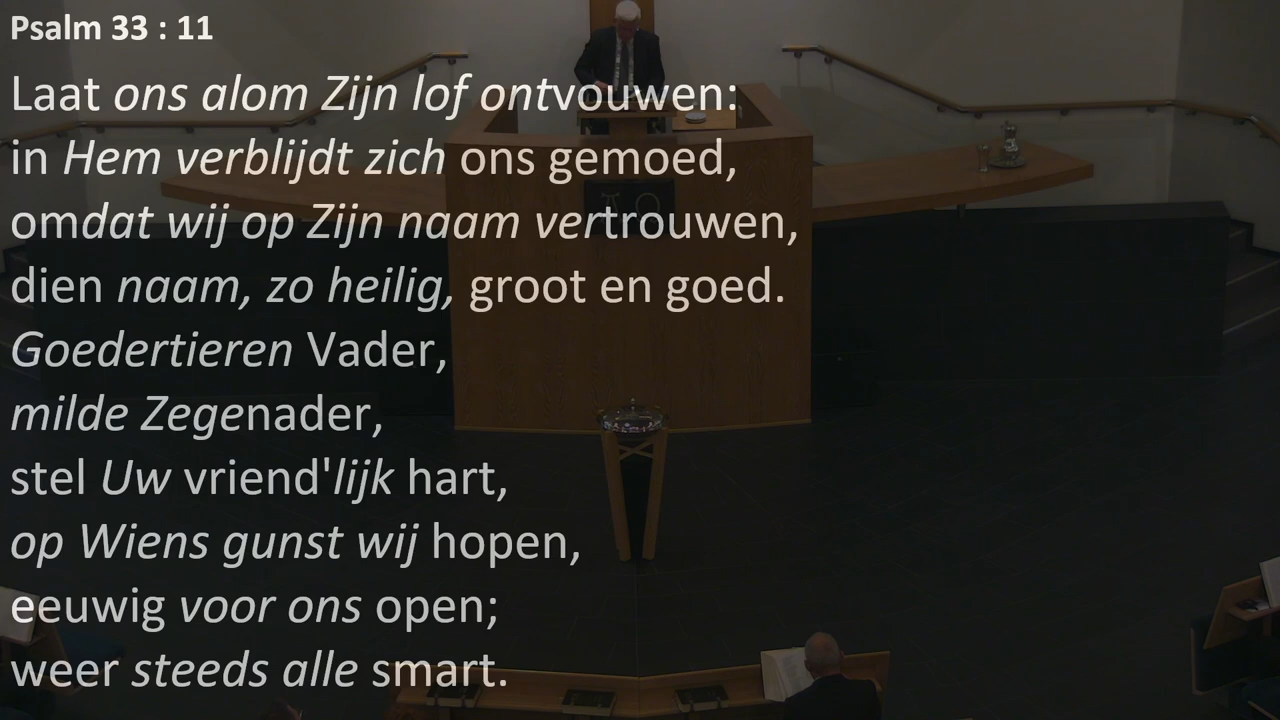 Psalm 33 : 11
Laat ons alom Zijn lof ontvouwen:
in Hem verblijdt zich ons gemoed,
omdat wij op Zijn naam vertrouwen,
dien naam, zo heilig, groot en goed.
Goedertieren Vader,
milde Zegenader,
stel Uw vriend'lijk hart,
op Wiens gunst wij hopen,
eeuwig voor ons open;
weer steeds alle smart.